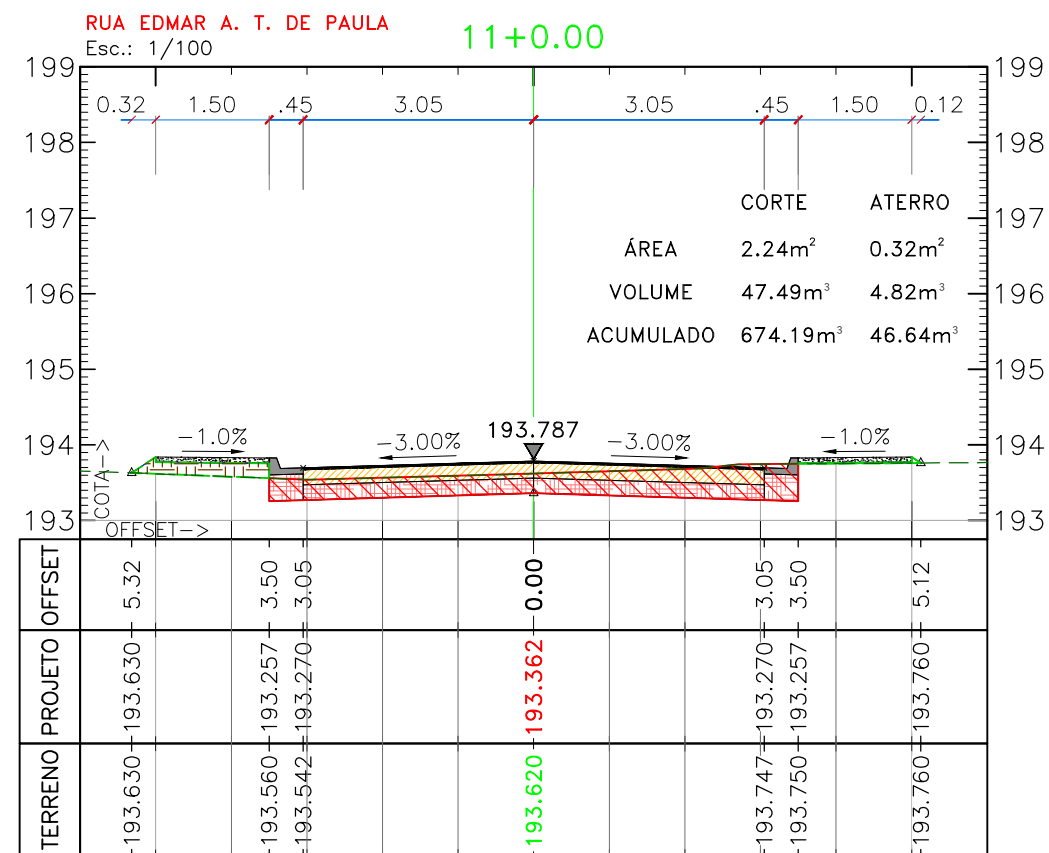 RUA EDMAR A. T. DE PAULA
Esc.: 1/100
11+0.00
199 199
0.32 1.50 .45 3.05 3.05 .45 1.50 0.12
198 198
CORTE ATERRO
197 197
ÁREA 2.24m² 0.32m²
196 VOLUME 47.49m³ 4.82m³ 196
ACUMULADO 674.19m³ 46.64m³
195 195
194 -1.0% -3.00% 193.787 -3.00% -1.0% 194
COTA->
193 193
OFFSET->
OFFSET 5.32 3.50 3.05 0.00 3.05 3.50 5.12
PROJETO 193.630 193.257 193.270 193.362 193.270 193.257 193.760
TERRENO 193.630 193.560 193.542 193.620 193.747 193.750 193.760